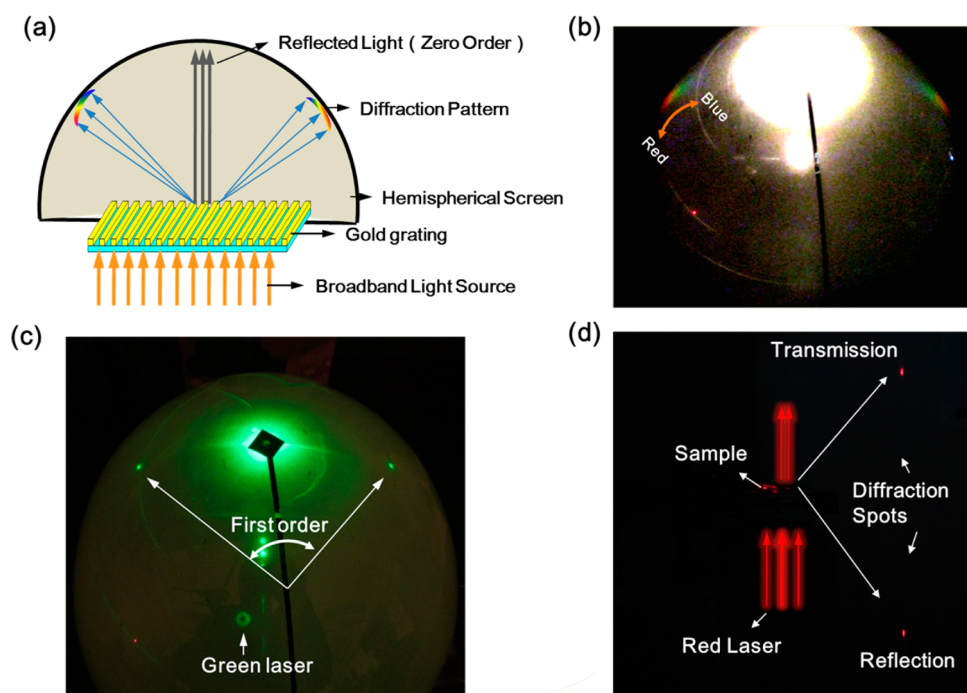 (a)
Reflected Light ( Zero Order )
Diffraction Pattern
Hemispherical Screen
Gold grating
Broadband Light Source
(b)
Blue
Red
(c)
First order
Green laser
(d)
Transmission
Sample
Diffraction
Spots
Red Laser
Reflection